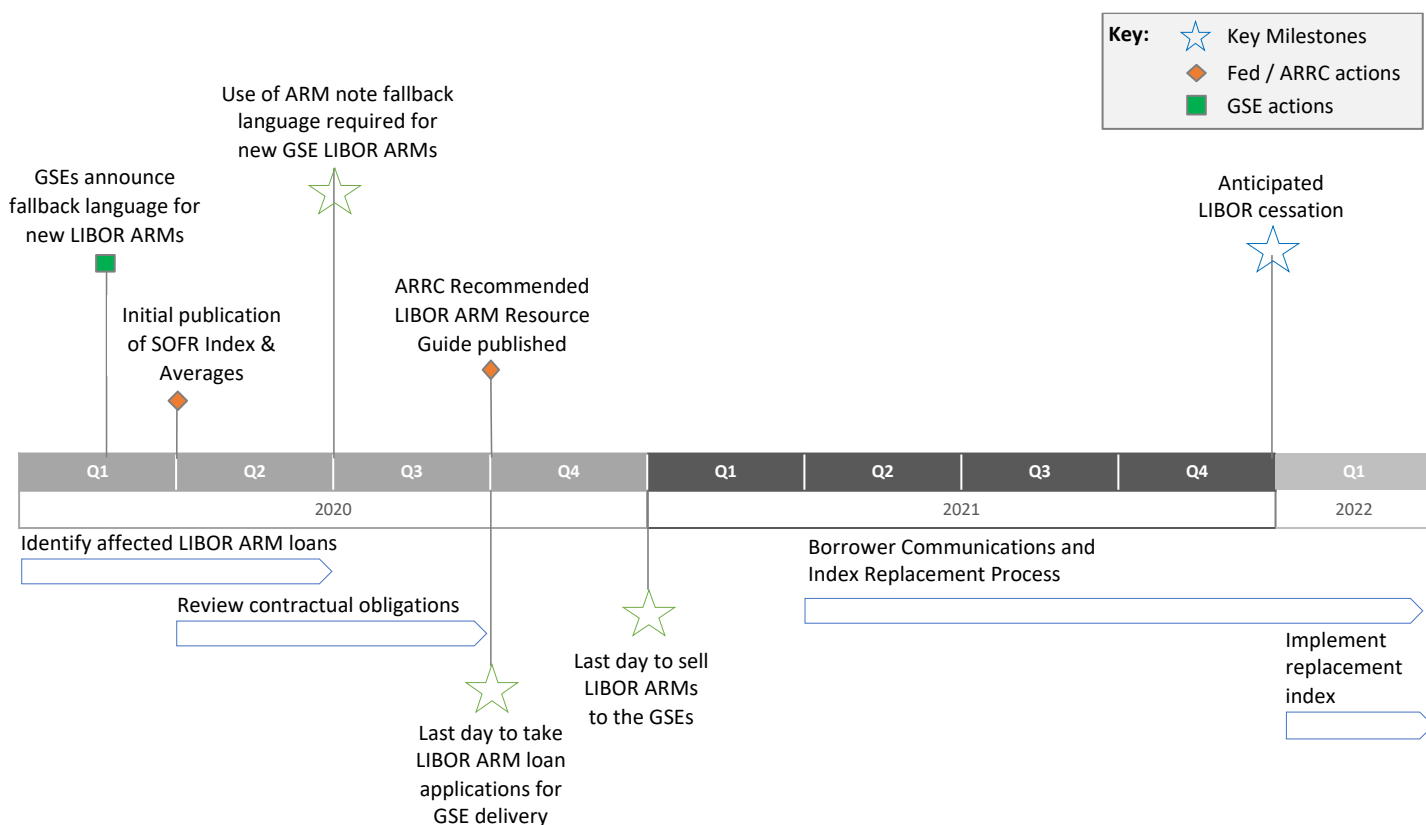 Key:
Key Milestones
Fed / ARRC actions
GSE actions
Use of ARM note fallback
language required for
new GSE LIBOR ARMs
GSEs announce
fallback language for
new LIBOR ARMs
Anticipated
LIBOR cessation
Initial publication
of SOFR Index &
Averages
ARRC Recommended
LIBOR ARM Resource
Guide published
Q1 Q2 Q3 Q4 Q1 Q2 Q3 Q4 Q1
2020 2021 2022
Identify affected LIBOR ARM loans
Review contractual obligations
Borrower Communications and
Index Replacement Process
Last day to sell
LIBOR ARMs
to the GSEs
Implement
replacement
index
Last day to take
LIBOR ARM loan
applications for
GSE delivery